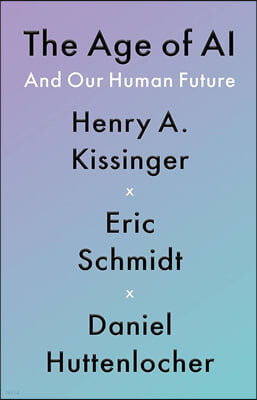 The Age of AI
And Our Human Future
Henry A.
Kissinger
x
Eric
Schmidt
x
Daniel
Huttenlocher